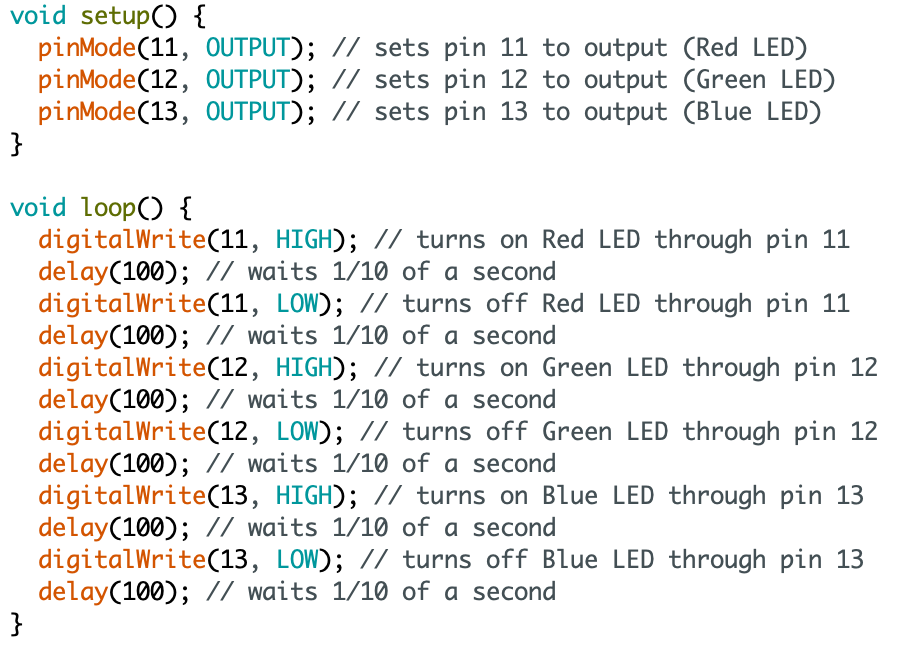 void setup() {
  pinMode(11, OUTPUT); // sets pin 11 to output (Red LED)
  pinMode(12, OUTPUT); // sets pin 12 to output (Green LED)
  pinMode(13, OUTPUT); // sets pin 13 to output (Blue LED)
}

void loop() {
  digitalWrite(11, HIGH); // turns on Red LED through pin 11
  delay(100); // waits 1/10 of a second
  digitalWrite(11, LOW); // turns off Red LED through pin 11
  delay(100); // waits 1/10 of a second
  digitalWrite(12, HIGH); // turns on Green LED through pin 12
  delay(100); // waits 1/10 of a second
  digitalWrite(12, LOW); // turns off Green LED through pin 12
  delay(100); // waits 1/10 of a second
  digitalWrite(13, HIGH); // turns on Blue LED through pin 13
  delay(100); // waits 1/10 of a second
  digitalWrite(13, LOW); // turns off Blue LED through pin 13
  delay(100); // waits 1/10 of a second
}